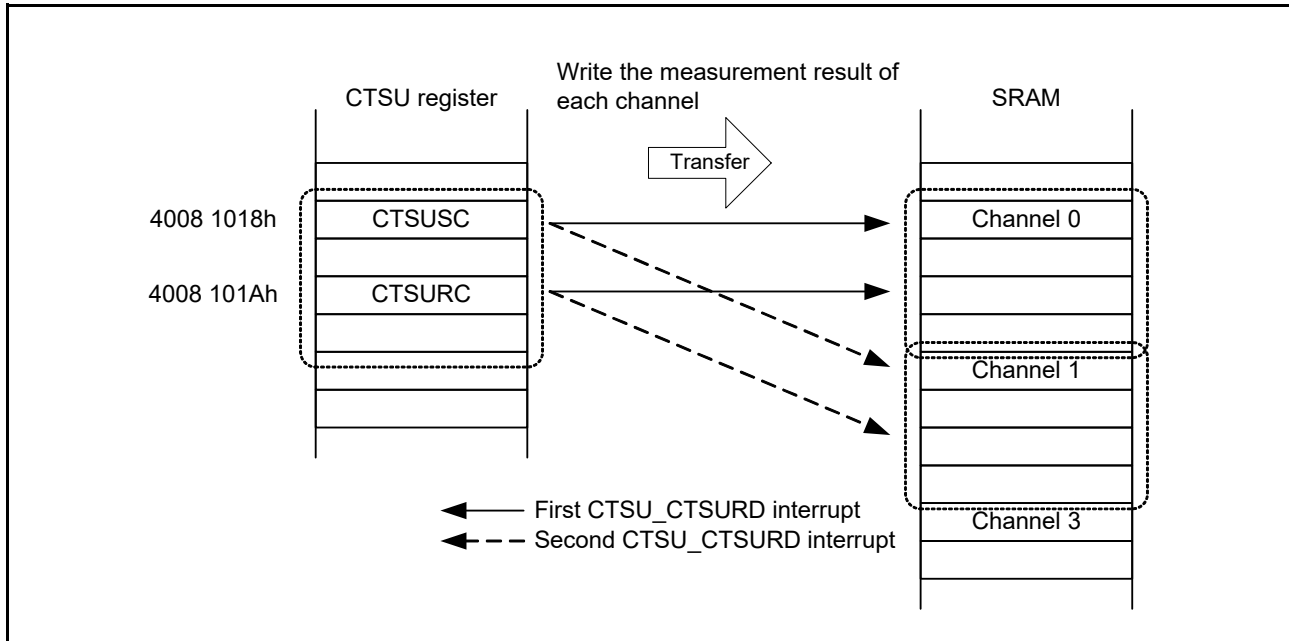 Write the measurement result of
each channel
CTSU register
SRAM
Transfer
4008 1018h
CTSUSC
Channel 0
4008 101Ah
CTSURC
Channel 1
First CTSU_CTSURD interrupt
Second CTSU_CTSURD interrupt
Channel 3